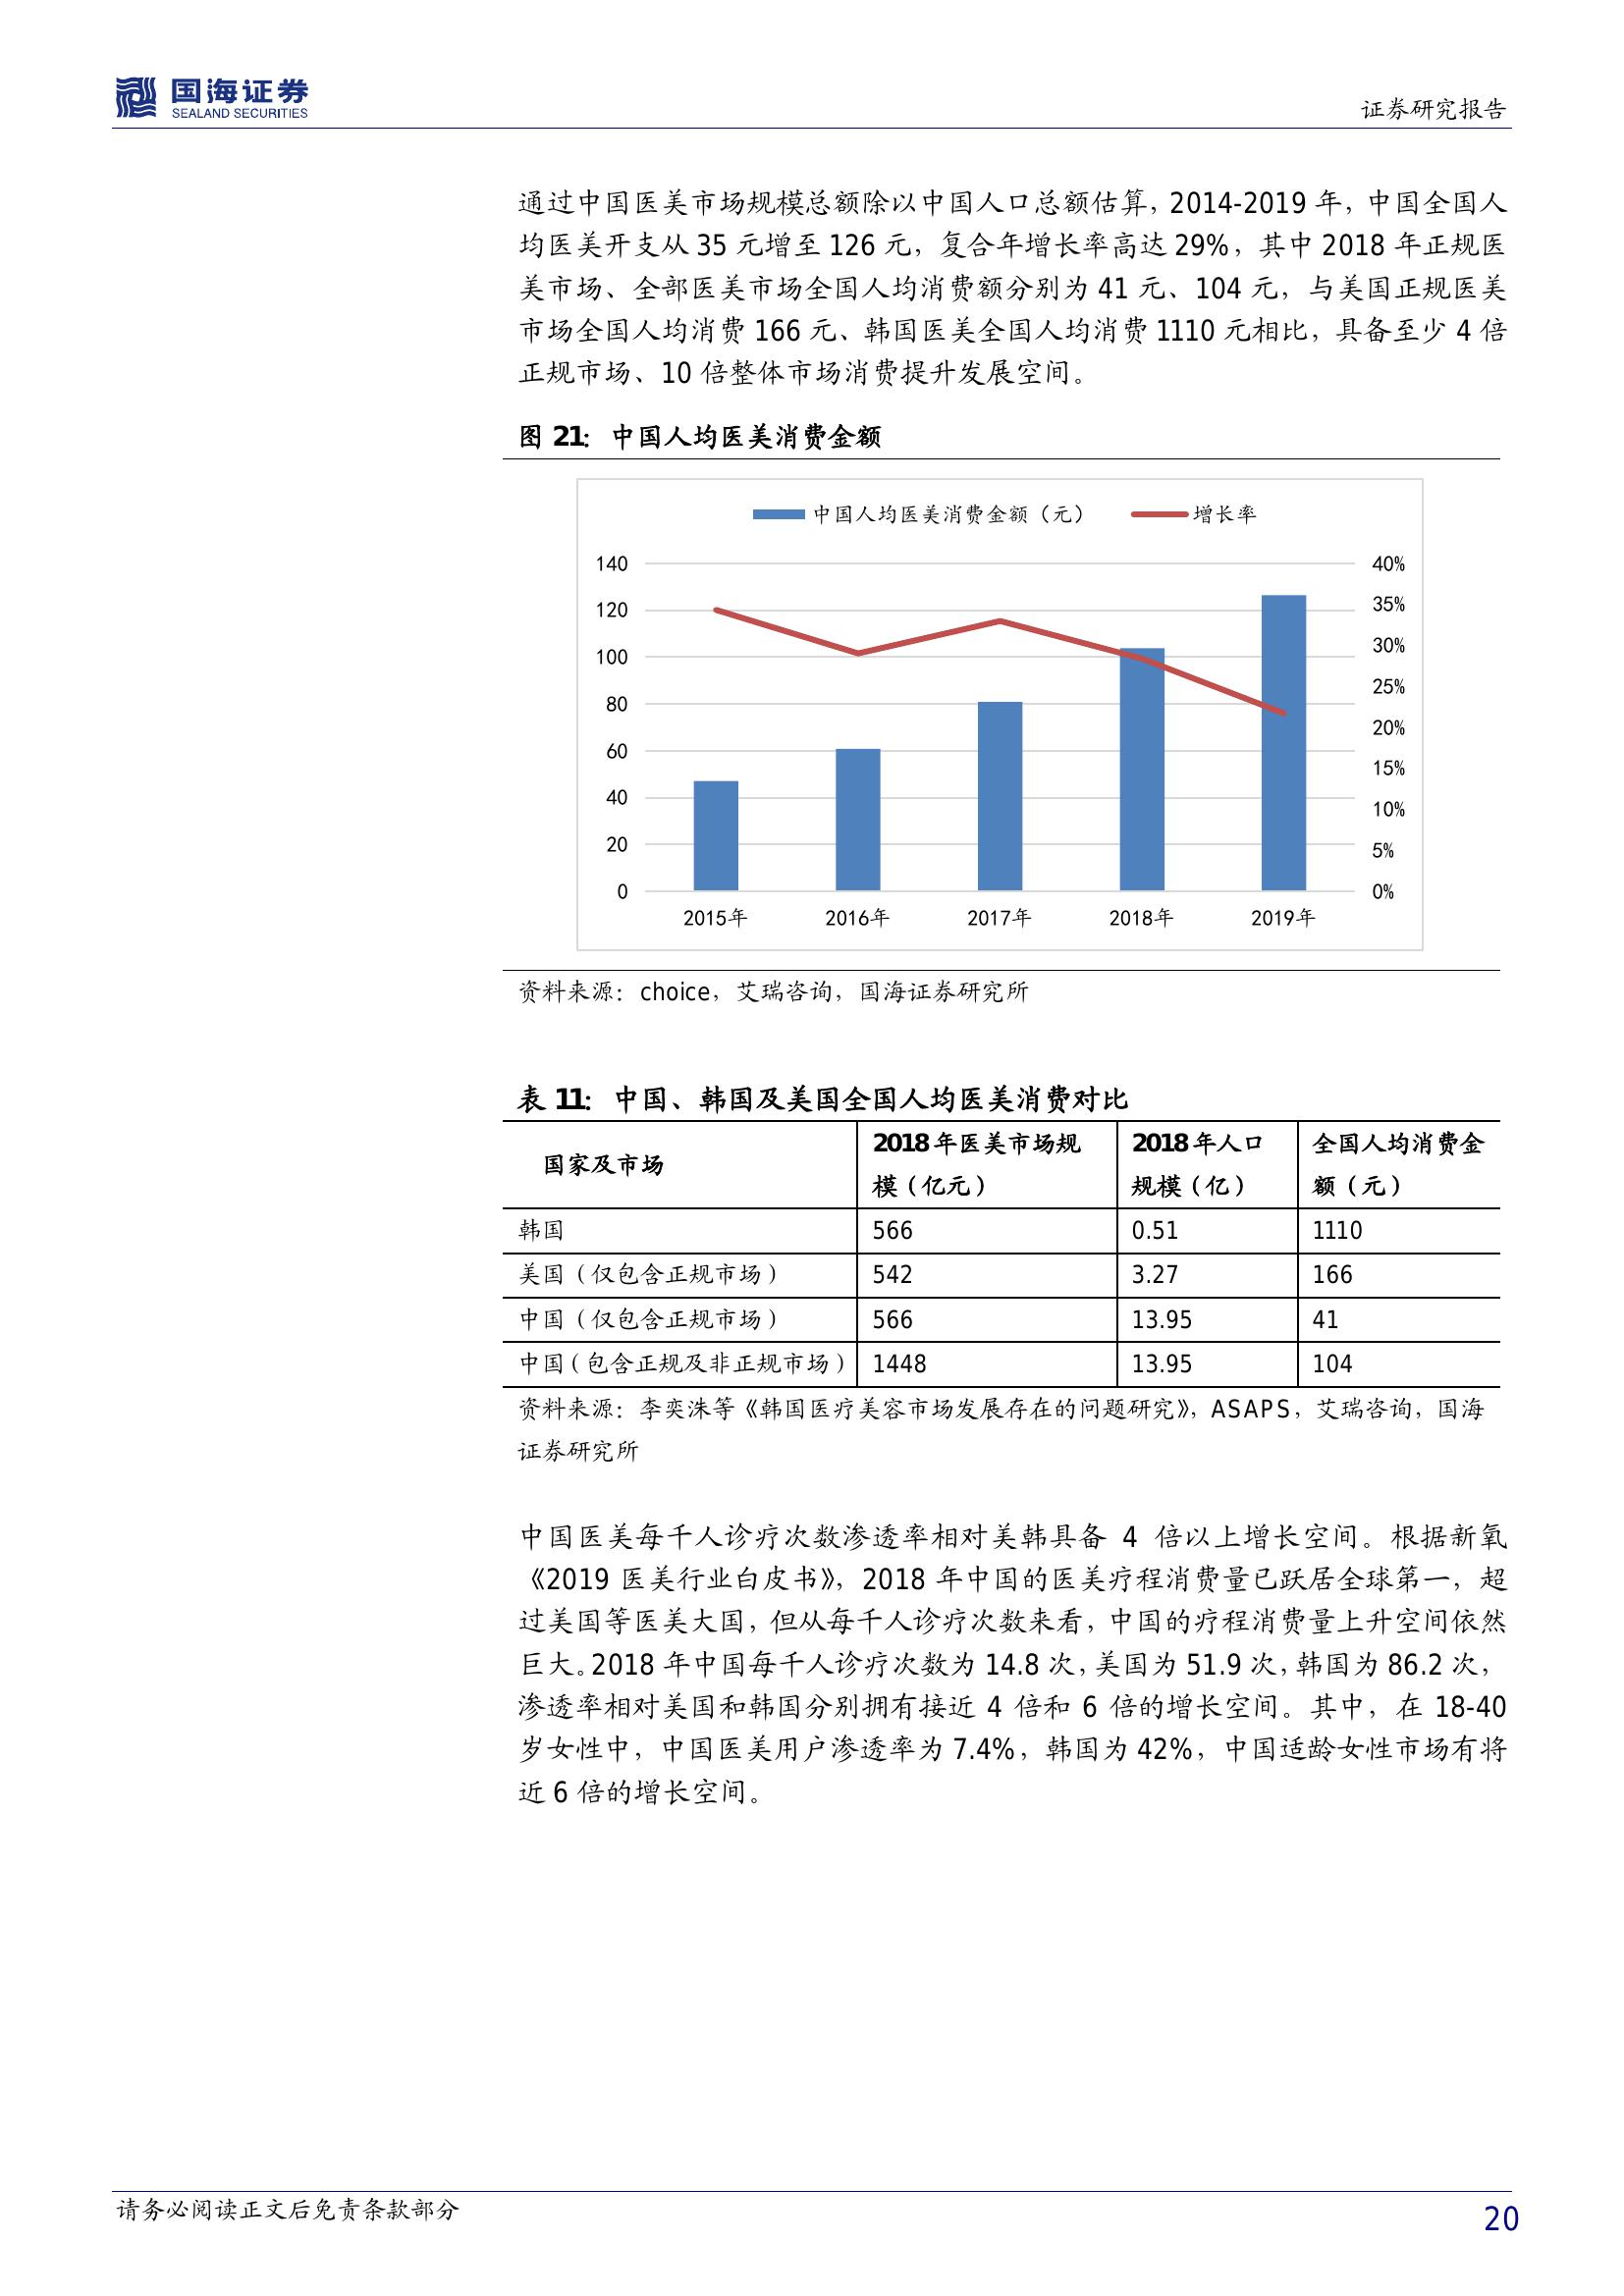 国海证券
SEALAND SECURITIES
证券研究报告
通过中国医美市场规模总额除以中国人口总额估算，2014-2019 年，中国全国人
均医美开支从 35 元增至 126 元，复合年增长率高达 29%，其中 2018 年正规医
美市场、全部医美市场全国人均消费额分别为 41 元、104 元，与美国正规医美
市场全国人均消费 166 元、韩国医美全国人均消费 1110 元相比，具备至少 4 倍
正规市场、10 倍整体市场消费提升发展空间。
图 21：中国人均医美消费金额
中国人均医美消费金额（元） 增长率
140 40%
120 35%
100 30%
80 25%
60 20%
40 15%
20 10%
0 5%
0%
2015年 2016年 2017年 2018年 2019年
资料来源：choice，艾瑞咨询，国海证券研究所
表 11：中国、韩国及美国全国人均医美消费对比
国家及市场 2018 年医美市场规模（亿元） 2018 年人口规模（亿） 全国人均消费金额（元）
韩国 566 0.51 1110
美国（仅包含正规市场） 542 3.27 166
中国（仅包含正规市场） 566 13.95 41
中国（包含正规及非正规市场） 1448 13.95 104
资料来源：李奕洙等《韩国医疗美容市场发展存在的问题研究》，ASAPS，艾瑞咨询，国海
证券研究所
中国医美每千人诊疗次数渗透率相对美韩具备 4 倍以上增长空间。根据新氧
《2019 医美行业白皮书》，2018 年中国的医美疗程消费量已跃居全球第一，超
过美国等医美大国，但从每千人诊疗次数来看，中国的疗程消费量上升空间依然
巨大。2018 年中国每千人诊疗次数为 14.8 次，美国为 51.9 次，韩国为 86.2 次，
渗透率相对美国和韩国分别拥有接近 4 倍和 6 倍的增长空间。其中，在 18-40
岁女性中，中国医美用户渗透率为 7.4%，韩国为 42%，中国适龄女性市场有将
近 6 倍的增长空间。
请务必阅读正文后免责条款部分
20